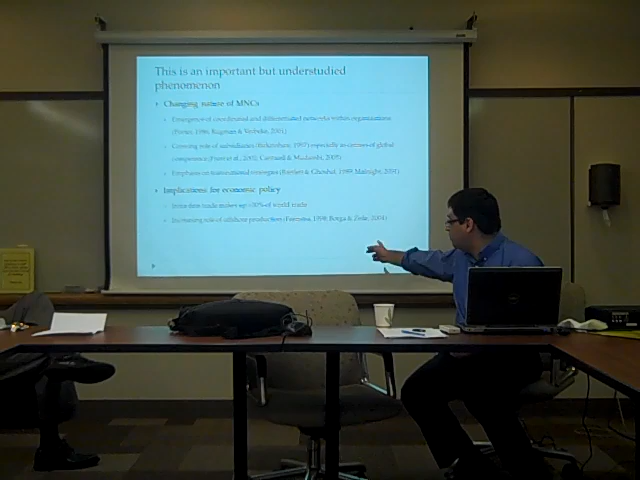 This is an important but understudied
phenomenon
Changing nature of MNCs
Emergence of coordinated and differentiated networks within organizations
(Porter, 1986; Rugman & Verbeke, 2001)
Growing role of subsidiaries (Birkinshaw, 1997) especially as centers of global
competence (Frost et al., 2002; Cantwell & Mudambi, 2005)
Emphasis on transnational strategies (Bartlett & Ghoshal, 1989; Malnight, 2001)
Implications for economic policy
Intra-firm trade makes up >30% of world trade
Increasing role of offshore production (Feenstra, 1998; Borga & Zeile, 2004)
DELL